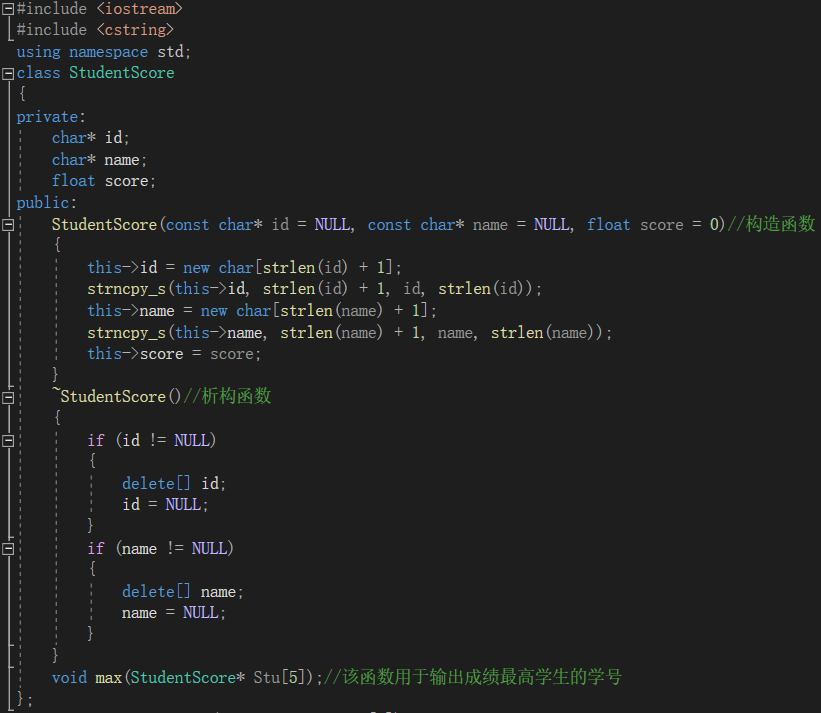 #include <iostream>
#include <cstring>
using namespace std;
class StudentScore
{
private:
    char* id;
    char* name;
    float score;
public:
    StudentScore(const char* id = NULL, const char* name = NULL, float score = 0)//构造函数
    {
        this->id = new char[strlen(id) + 1];
        strncpy_s(this->id, strlen(id) + 1, id, strlen(id));
        this->name = new char[strlen(name) + 1];
        strncpy_s(this->name, strlen(name) + 1, name, strlen(name));
        this->score = score;
    }
    ~StudentScore()//析构函数
    {
        if (id != NULL)
        {
            delete[] id;
            id = NULL;
        }
        if (name != NULL)
        {
            delete[] name;
            name = NULL;
        }
    }
    void max(StudentScore* Stu[5]);//该函数用于输出成绩最高学生的学号
};